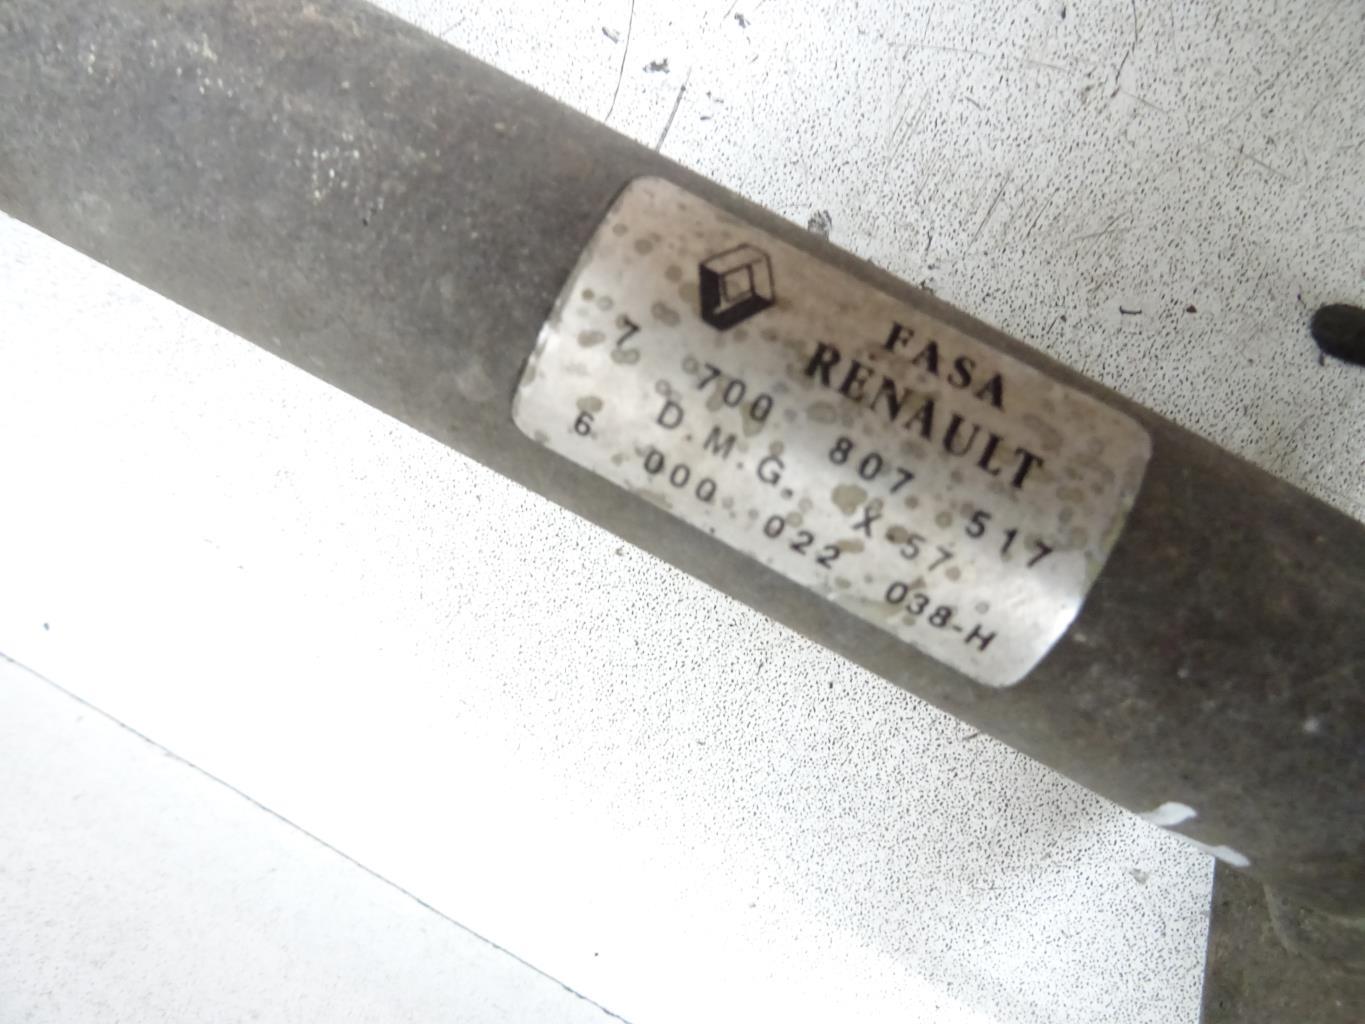 FASA
RENAULT
7 700 807 517
D.M.G. X-57
6 000 022 038-H